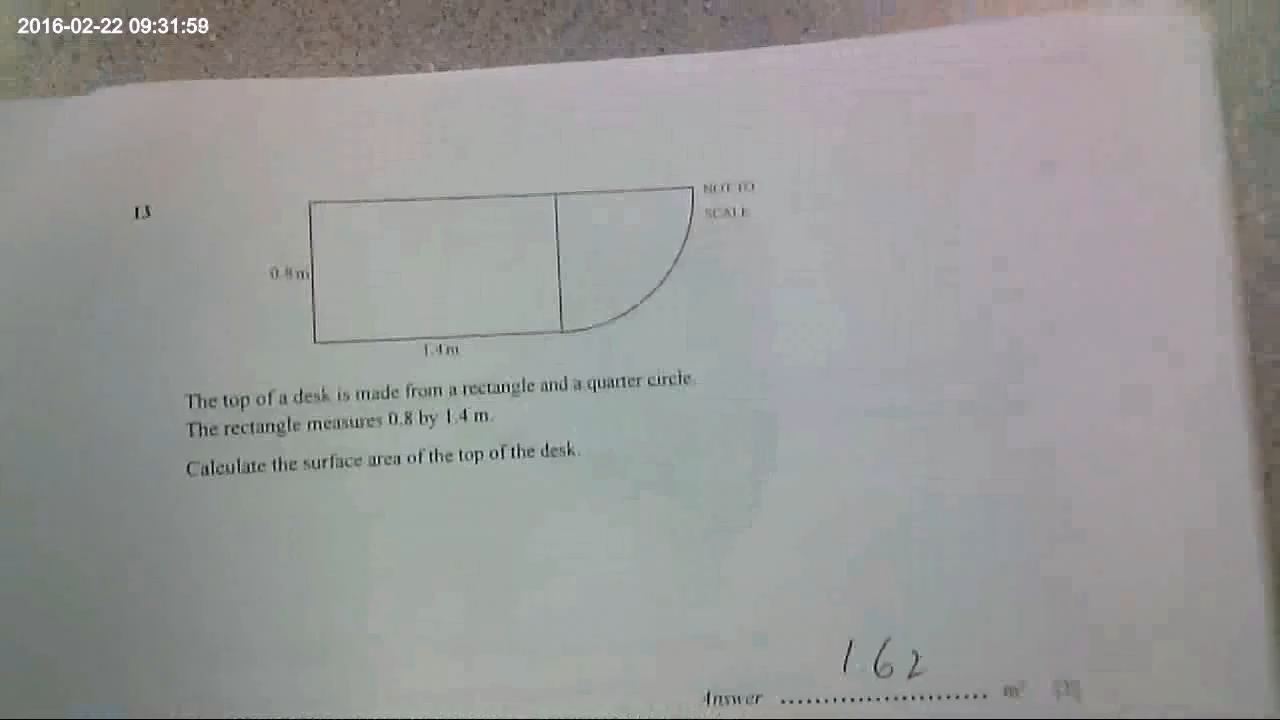 2016-02-22 09:31:59
13
NOT TO
SCALE
0.8 m
1.4 m
The top of a desk is made from a rectangle and a quarter circle.
The rectangle measures 0.8 by 1.4 m.
Calculate the surface area of the top of the desk.
1.62
Answer ........................ m² [3]